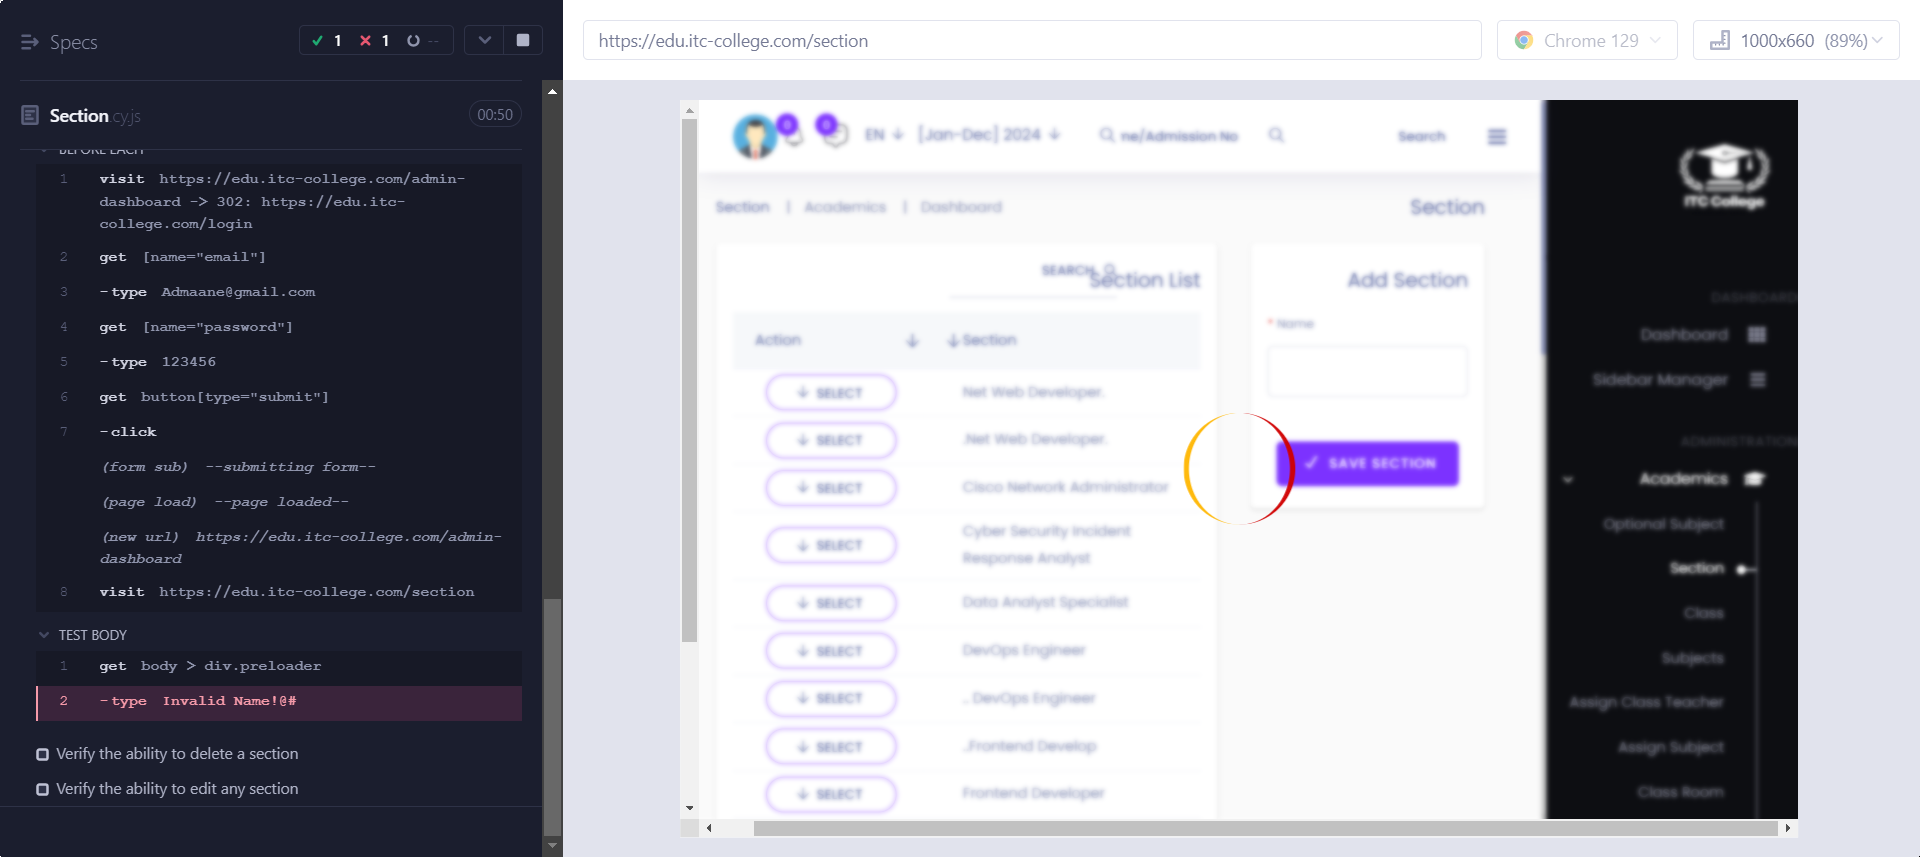 Specs
1
1
--
https://edu.itc-college.com/section
Chrome 129
1000x660 (89%)
Section cy.js
00:50
BEFORE EACH
1 visit https://edu.itc-college.com/admin-
dashboard -> 302: https://edu.itc-
college.com/login
2 get [name="email"]
3 -type Admaane@gmail.com
4 get [name="password"]
5 -type 123456
6 get button[type="submit"]
7 -click
(form sub) --submitting form--
(page load) --page loaded--
(new url) https://edu.itc-college.com/admin-
dashboard
8 visit https://edu.itc-college.com/section
TEST BODY
1 get body > div.preloader
2 -type Invalid Name!@#
Verify the ability to delete a section
Verify the ability to edit any section
0
0
EN
[Jan-Dec] 2024
ne/Admission No
Search
Section | Academics | Dashboard
Section
SEARCH
Section List
Action
Section
SELECT Net Web Developer.
SELECT .Net Web Developer.
SELECT Cisco Network Administrator
SELECT Cyber Security Incident
Response Analyst
SELECT Data Analyst Specialist
SELECT DevOps Engineer
SELECT .. DevOps Engineer
SELECT ..Frontend Develop
SELECT Frontend Developer
Add Section
* Name
SAVE SECTION
ITC College
DASHBOARD
Dashboard
Sidebar Manager
ADMINISTRATION
Academics
Optional Subject
Section
Class
Subjects
Assign Class Teacher
Assign Subject
Class Room